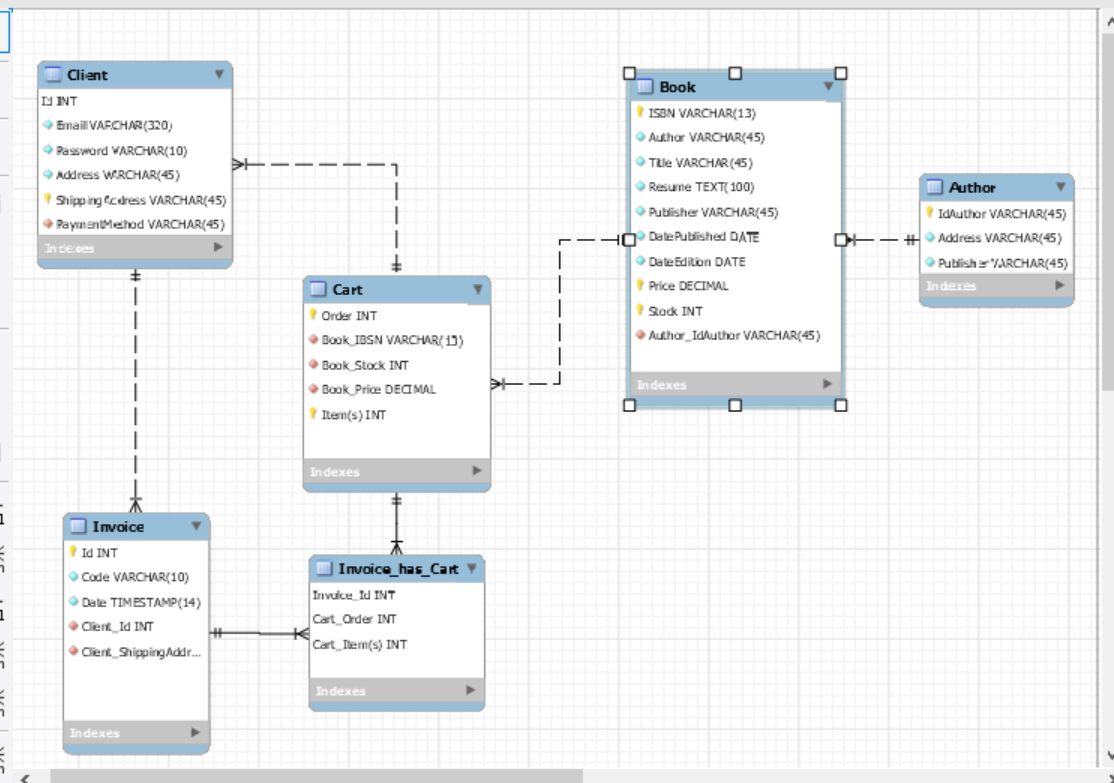 Client
Id INT
Email VARCHAR(320)
Password VARCHAR(10)
Address VARCHAR(45)
ShippingAddress VARCHAR(45)
PaymentMethod VARCHAR(45)
Indexes
Cart
Order INT
Book_IBSN VARCHAR(13)
Book_Stock INT
Book_Price DECIMAL
Item(s) INT
Indexes
Book
ISBN VARCHAR(13)
Author VARCHAR(45)
Title VARCHAR(45)
Resume TEXT(100)
Publisher VARCHAR(45)
DatePublished DATE
DateEdition DATE
Price DECIMAL
Stock INT
Author_IdAuthor VARCHAR(45)
Indexes
Author
IdAuthor VARCHAR(45)
Address VARCHAR(45)
Publisher VARCHAR(45)
Indexes
Invoice
Id INT
Code VARCHAR(10)
Date TIMESTAMP(14)
Client_Id INT
Client_ShippingAddr...
Indexes
Invoice_has_Cart
Invoice_Id INT
Cart_Order INT
Cart_Item(s) INT
Indexes